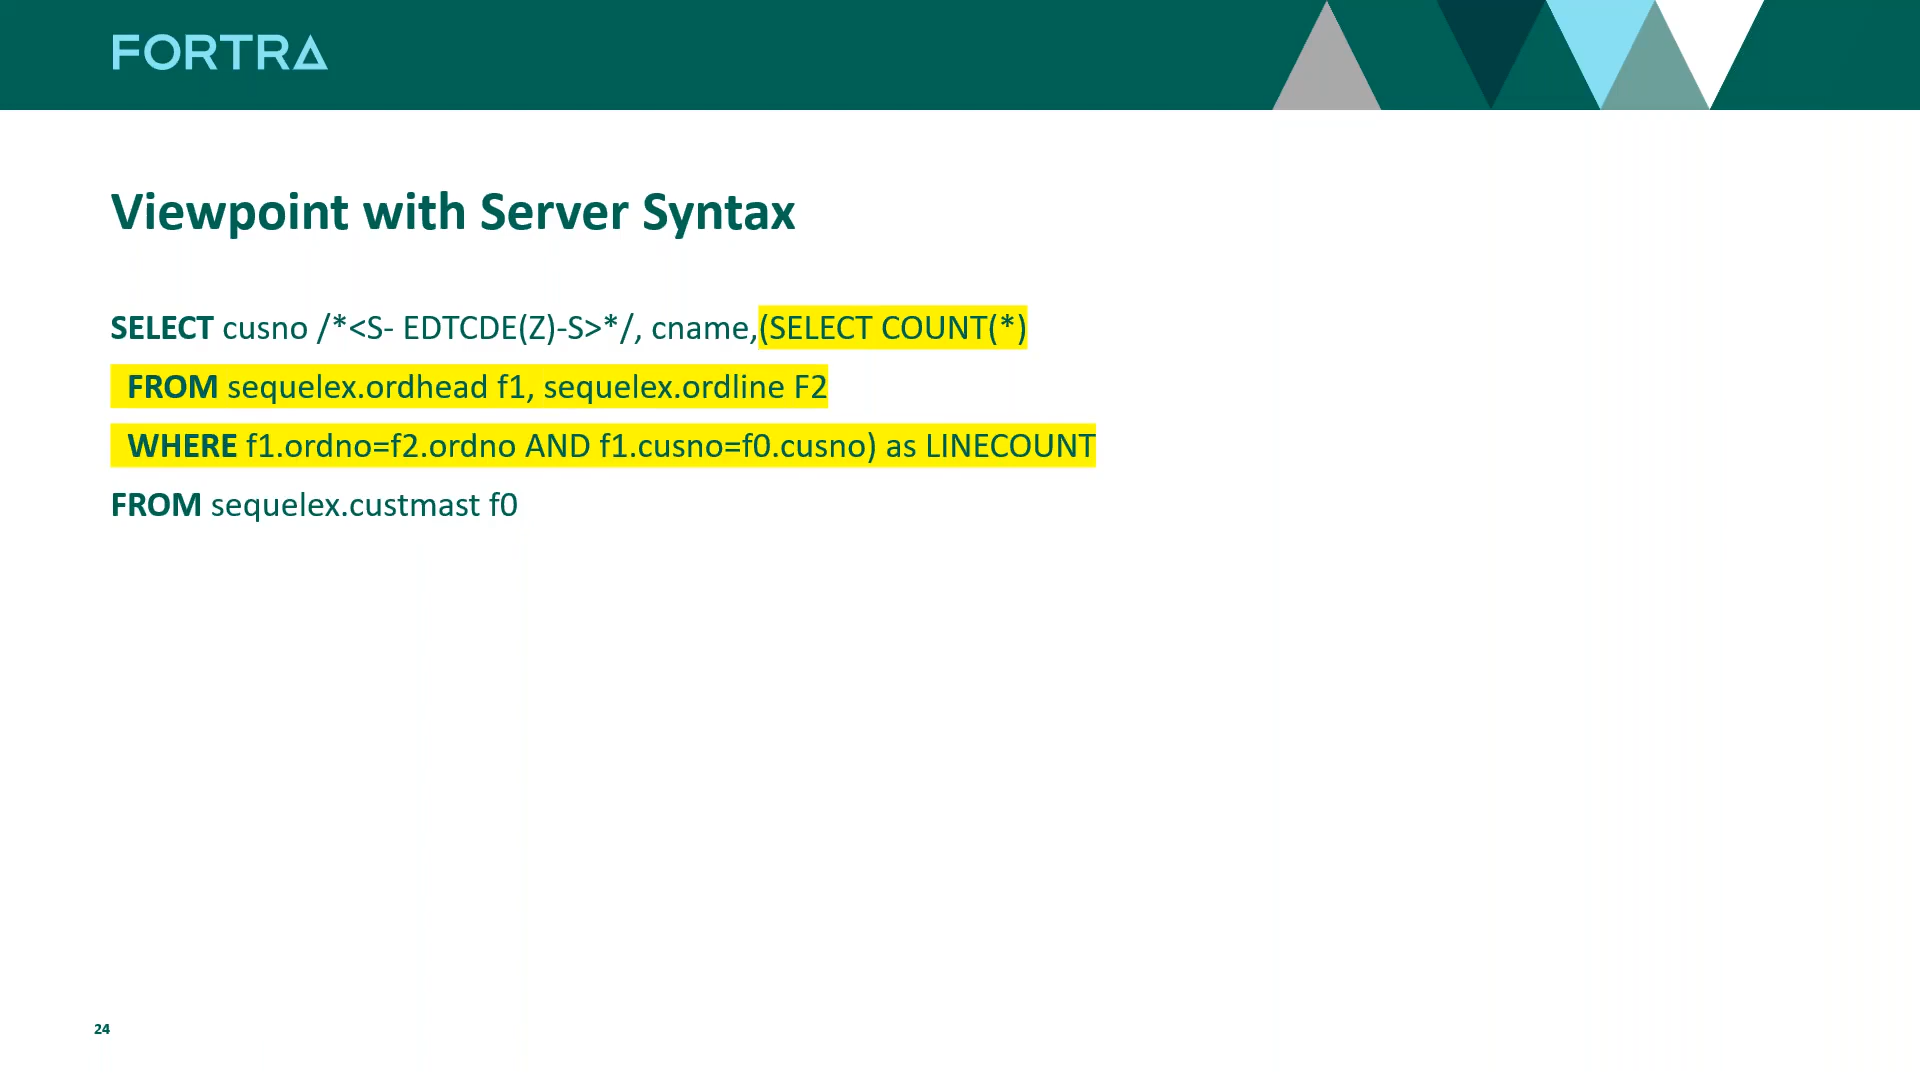 FORTRA
Viewpoint with Server Syntax
SELECT cusno /*<S- EDTCDE(Z)-S>*/, cname,(SELECT COUNT(*)
FROM sequelex.ordhead f1, sequelex.ordline F2
WHERE f1.ordno=f2.ordno AND f1.cusno=f0.cusno) as LINECOUNT
FROM sequelex.custmast f0
24